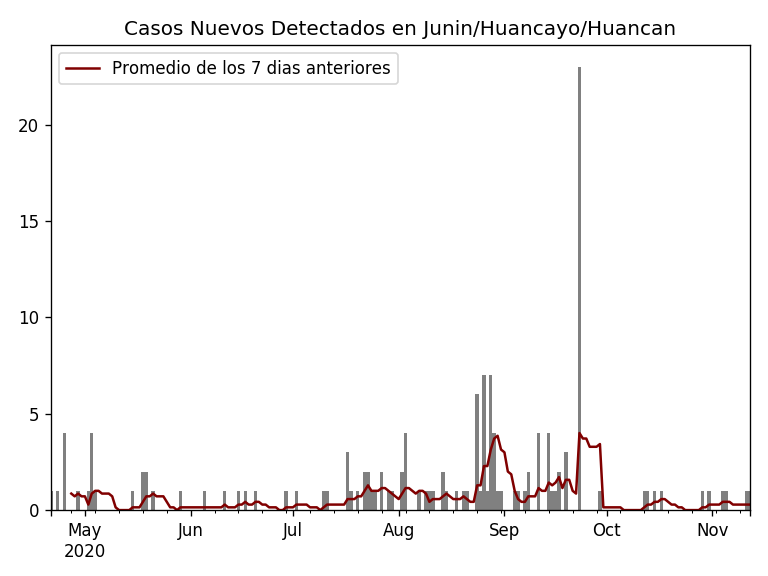 Casos Nuevos Detectados en Junin/Huancayo/Huancan
Promedio de los 7 dias anteriores
20
15
10
5
0
May Jun Jul Aug Sep Oct Nov
2020